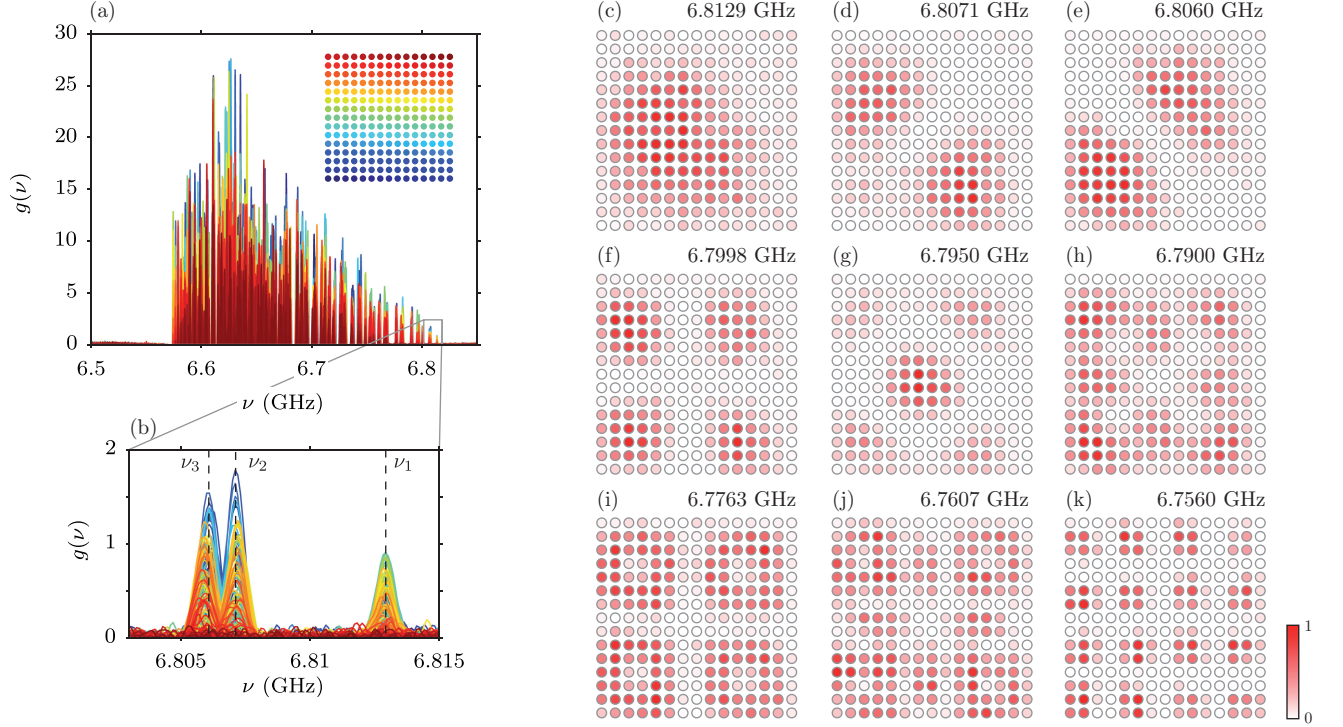 (a)
30
25
20
15
10
5
0
g(ν)
6.5
6.6
6.7
6.8
ν (GHz)
(b)
2
1
0
g(ν)
ν3
ν2
ν1
6.805
6.81
6.815
ν (GHz)
(c) 6.8129 GHz
(d) 6.8071 GHz
(e) 6.8060 GHz
(f) 6.7998 GHz
(g) 6.7950 GHz
(h) 6.7900 GHz
(i) 6.7763 GHz
(j) 6.7607 GHz
(k) 6.7560 GHz
1
0